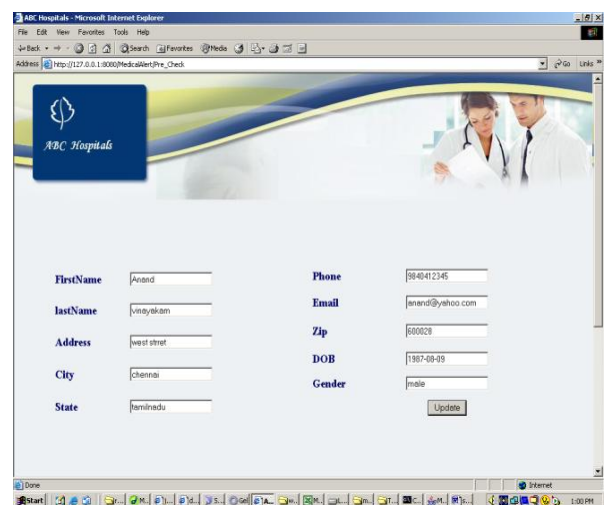 ABC Hospitals - Microsoft Internet Explorer
File Edit View Favorites Tools Help
Back Search Favorites Media
Address http://127.0.0.1:8080/MedicalAlert/Pre_Check Go Links »
ABC Hospitals
FirstName Anand
lastName vinayakam
Address west strret
City chennai
State tamilnadu
Phone 9840412345
Email anand@yahoo.com
Zip 600028
DOB 1987-08-09
Gender male
Update
Done Internet
Start 1:00 PM